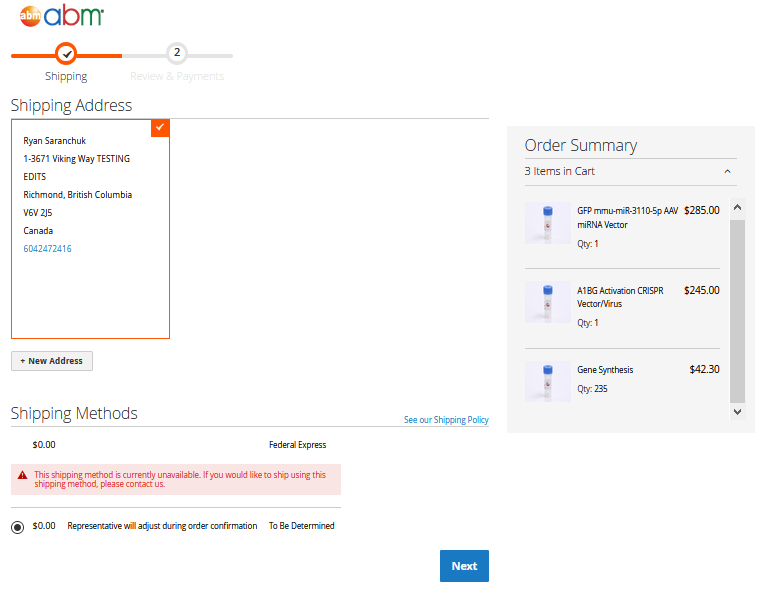 abm abm
2
Shipping
Review & Payments
Shipping Address
Ryan Saranchuk
1-3671 Viking Way TESTING
EDITS
Richmond, British Columbia
V6V 2J5
Canada
6042472416
+ New Address
Shipping Methods
See our Shipping Policy
$0.00 Federal Express
This shipping method is currently unavailable. If you would like to ship using this
shipping method, please contact us.
$0.00 Representative will adjust during order confirmation To Be Determined
Next
Order Summary
3 Items in Cart
GFP mmu-miR-3110-5p AAV $285.00
miRNA Vector
Qty: 1
A1BG Activation CRISPR $245.00
Vector/Virus
Qty: 1
Gene Synthesis $42.30
Qty: 235